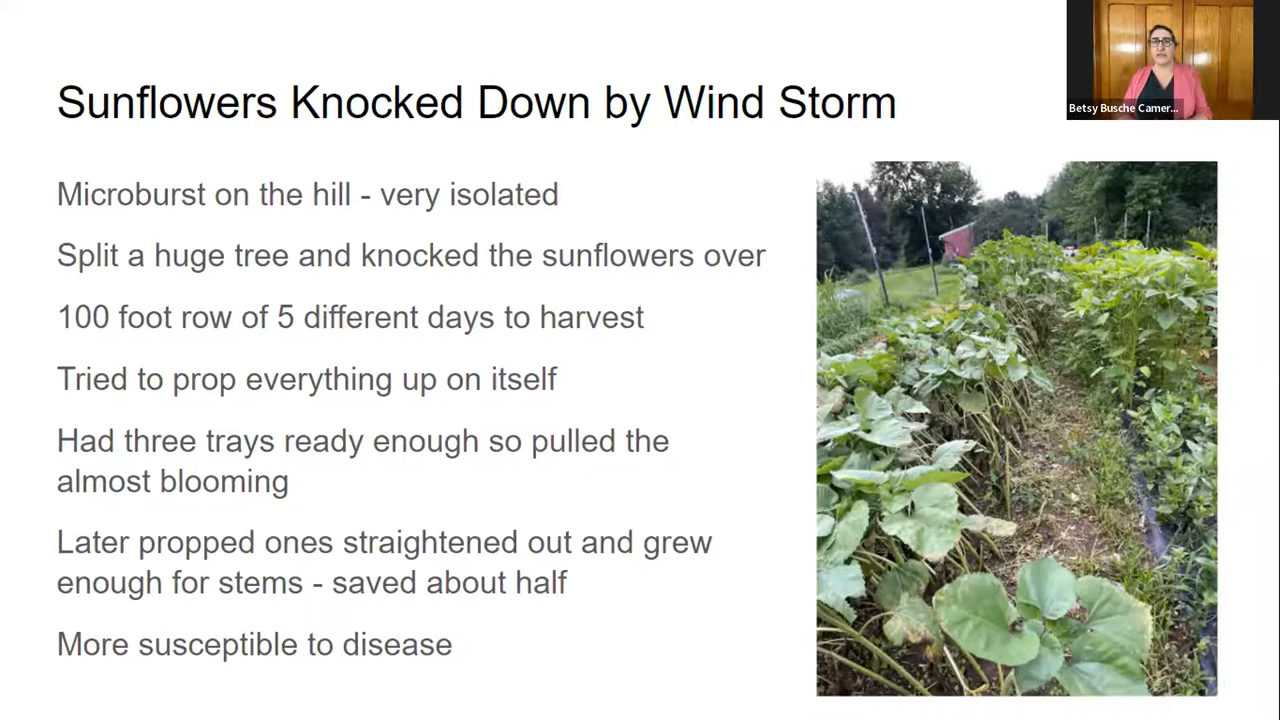 Sunflowers Knocked Down by Wind Storm
Betsy Busche Camer...
Microburst on the hill - very isolated
Split a huge tree and knocked the sunflowers over
100 foot row of 5 different days to harvest
Tried to prop everything up on itself
Had three trays ready enough so pulled the
almost blooming
Later propped ones straightened out and grew
enough for stems - saved about half
More susceptible to disease